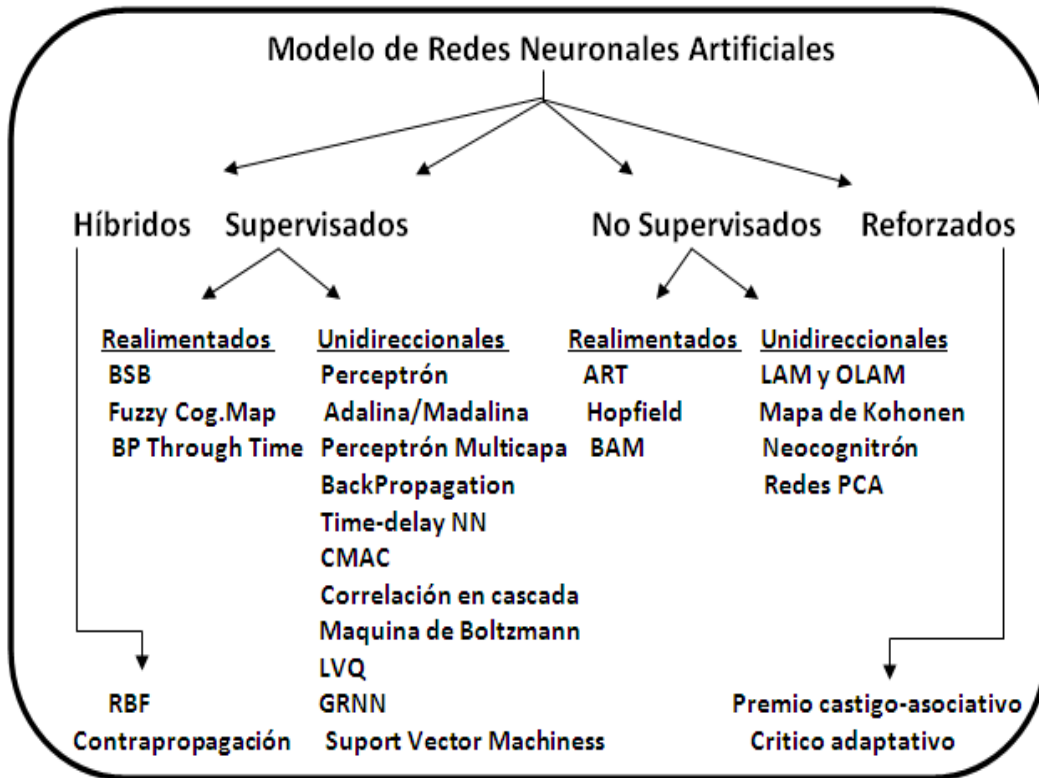 Modelo de Redes Neuronales Artificiales
Híbridos Supervisados No Supervisados Reforzados
Realimentados Unidireccionales Realimentados Unidireccionales
BSB Perceptrón ART LAM y OLAM
Fuzzy Cog.Map Adalina/Madalina Hopfield Mapa de Kohonen
BP Through Time Perceptrón Multicapa BAM Neocognitrón
BackPropagation Redes PCA
Time-delay NN
CMAC
Correlación en cascada
Maquina de Boltzmann
LVQ
RBF GRNN Premio castigo-asociativo
Contrapropagación Suport Vector Machiness Critico adaptativo